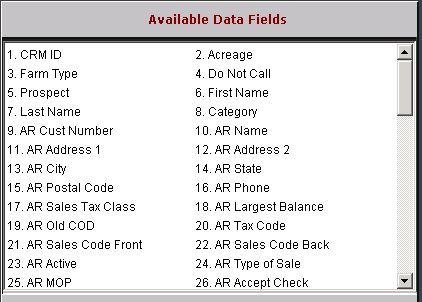 Available Data Fields
1. CRM ID 2. Acreage
3. Farm Type 4. Do Not Call
5. Prospect 6. First Name
7. Last Name 8. Category
9. AR Cust Number 10. AR Name
11. AR Address 1 12. AR Address 2
13. AR City 14. AR State
15. AR Postal Code 16. AR Phone
17. AR Sales Tax Class 18. AR Largest Balance
19. AR Old COD 20. AR Tax Code
21. AR Sales Code Front 22. AR Sales Code Back
23. AR Active 24. AR Type of Sale
25. AR MOP 26. AR Accept Check